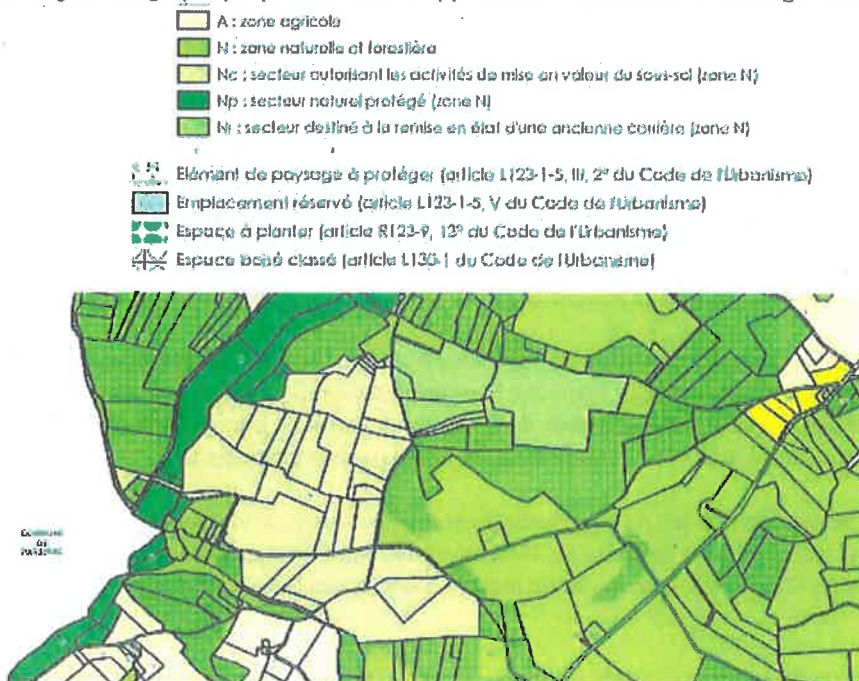 A : zone agricole
N : zone naturelle et forestière
Nc : secteur autorisant les activités de mise en valeur du sous-sol (zone N)
Np : secteur naturel protégé (zone N)
Nr : secteur destiné à la remise en état d'une ancienne carrière (zone N)
Elément de paysage à protéger (article L123-1-5, III, 2° du Code de l'Urbanisme)
Emplacement réservé (article L123-1-5, V du Code de l'Urbanisme)
Espace à planter (article R123-9, 13° du Code de l'Urbanisme)
Espace boisé classé (article L130-1 du Code de l'Urbanisme)